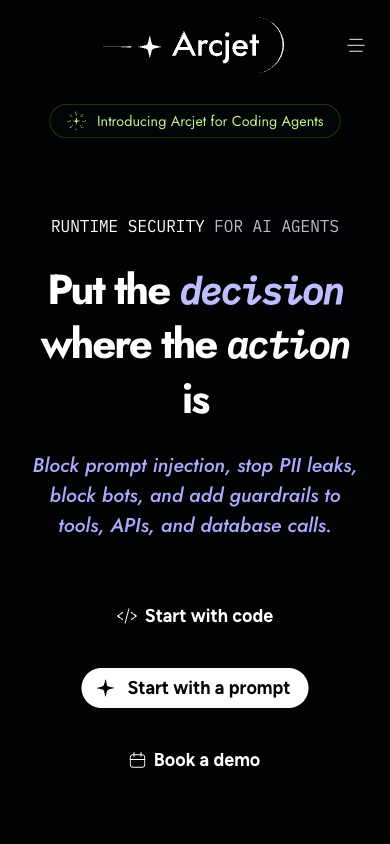 Arcjet
Introducing Arcjet for Coding Agents
RUNTIME SECURITY FOR AI AGENTS
Put the decision
where the action
is
Block prompt injection, stop PII leaks,
block bots, and add guardrails to
tools, APIs, and database calls.
</> Start with code
Start with a prompt
Book a demo